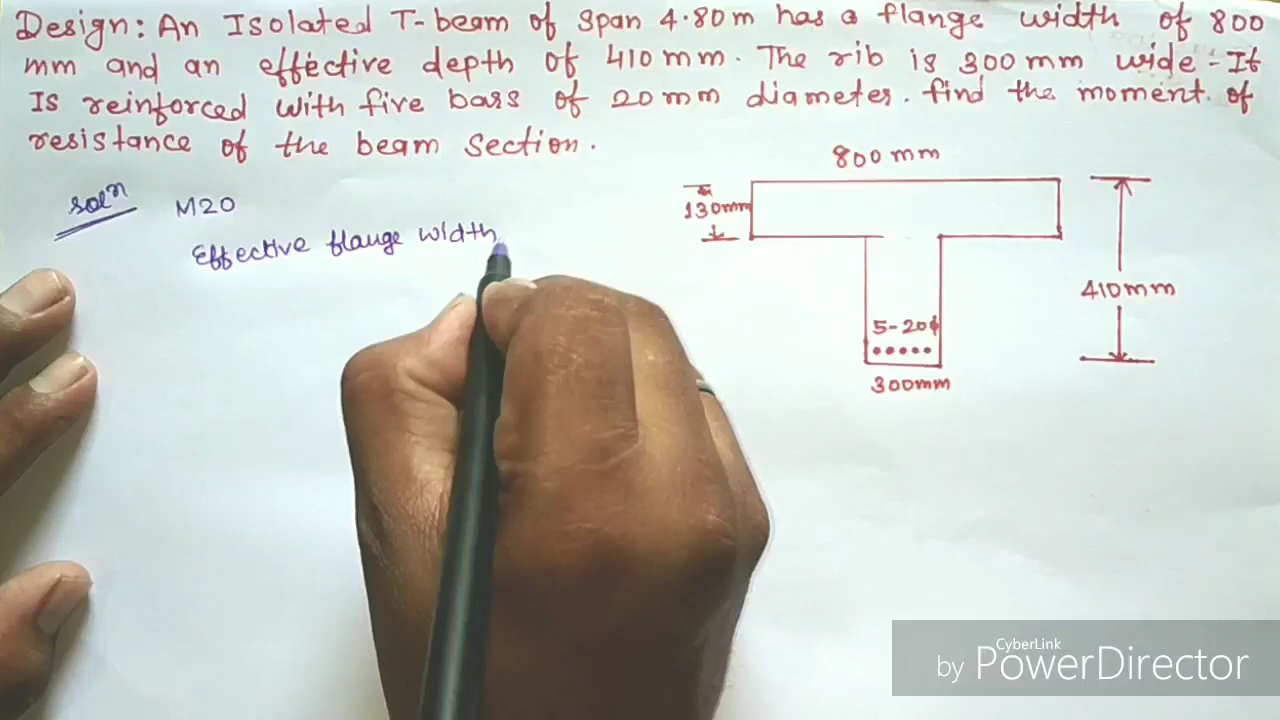 Design: An Isolated T-beam of span 4.80m has a flange width of 800
mm and an effective depth of 410mm. The rib is 300mm wide - It
Is reinforced with five bars of 20mm diameter. find the moment of
resistance of the beam section.
800 mm
soln M20
130mm
Effective flange width
410mm
5-20ϕ
300mm
CyberLink
by PowerDirector